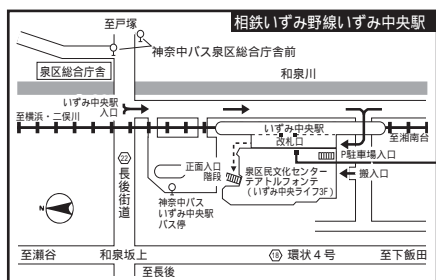 相鉄いずみ野線いずみ中央駅
至戸塚
神奈中バス泉区総合庁舎前
泉区総合庁舎
和泉川
いずみ中央駅
入口
至横浜・二俣川
いずみ中央駅
至湘南台
改札口
P駐車場入口
22
長後街道
正面入口
階段
泉区民文化センター
テアトルフォンテ
(いずみ中央ライフ3F)
搬入口
神奈中バス
いずみ中央駅
バス停
N
至瀬谷
和泉坂上
18
環状4号
至下飯田
至長後